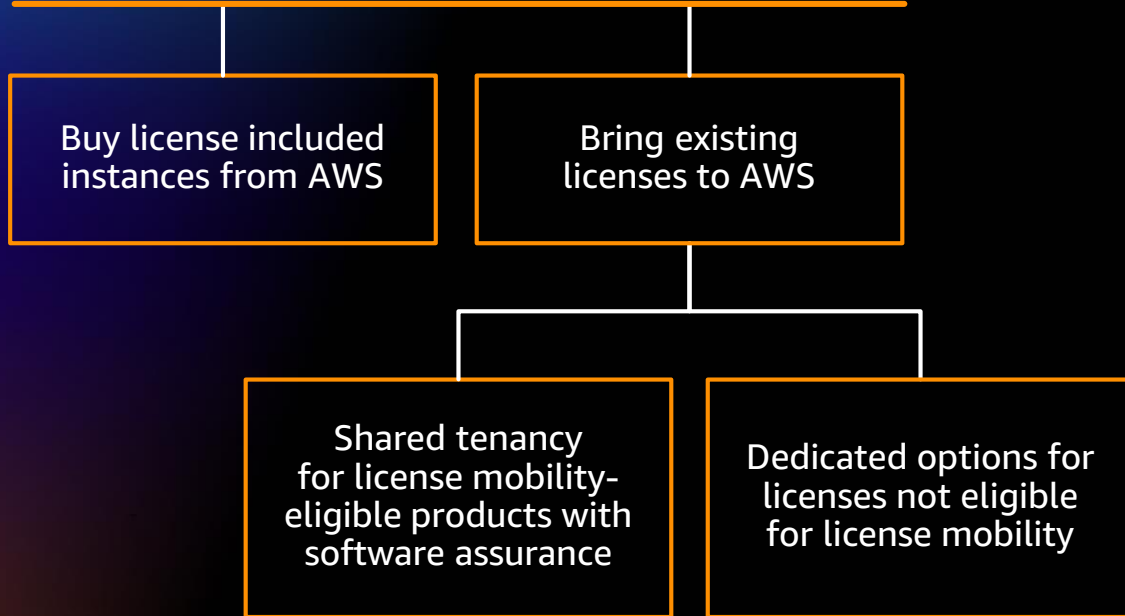 Buy license included
instances from AWS
Bring existing
licenses to AWS
Shared tenancy
for license mobility-
eligible products with
software assurance
Dedicated options for
licenses not eligible
for license mobility